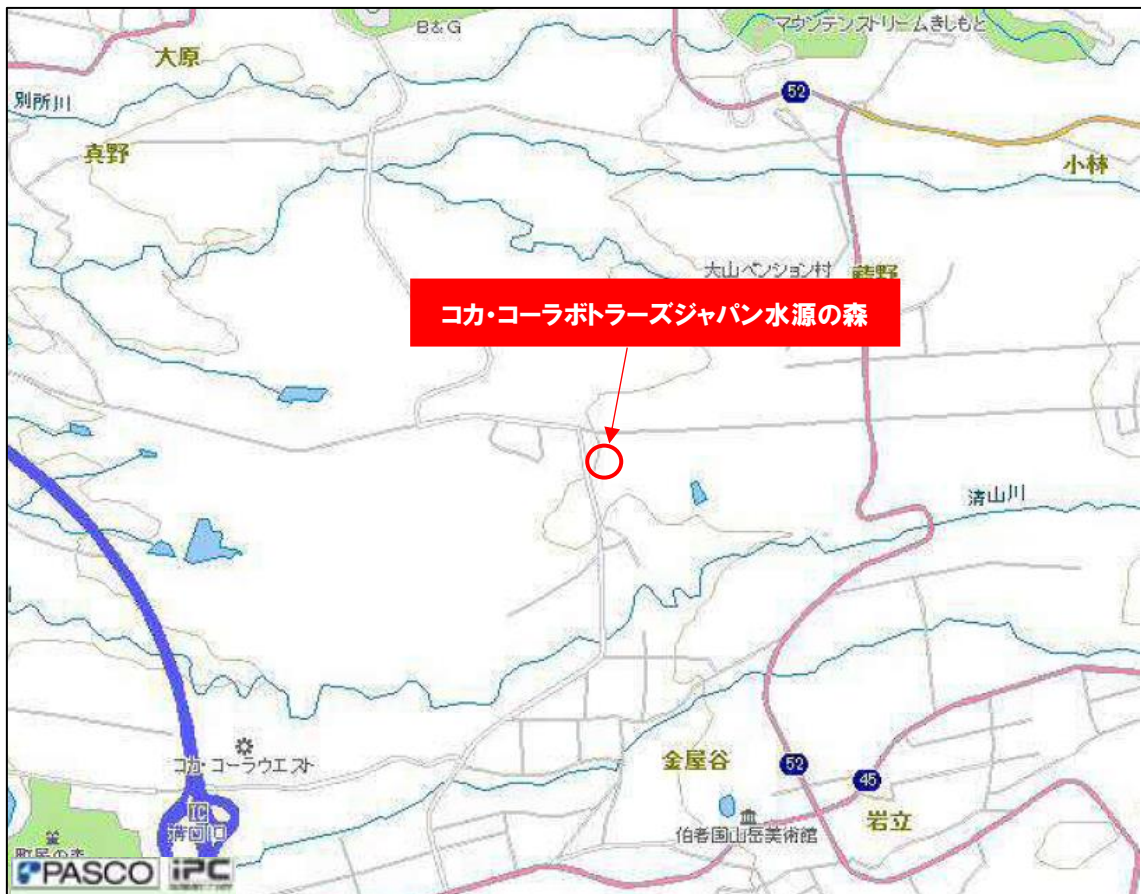 B&G
マウンテンストリームきしもと
大原
52
別所川
真野
小林
大山ペンション村
コカ・コーラボトラーズジャパン水源の森
清山川
コカ・コーラウエスト
金屋谷
52
45
IC
溝口
伯耆国山岳美術館
岩立
PASCO iPC